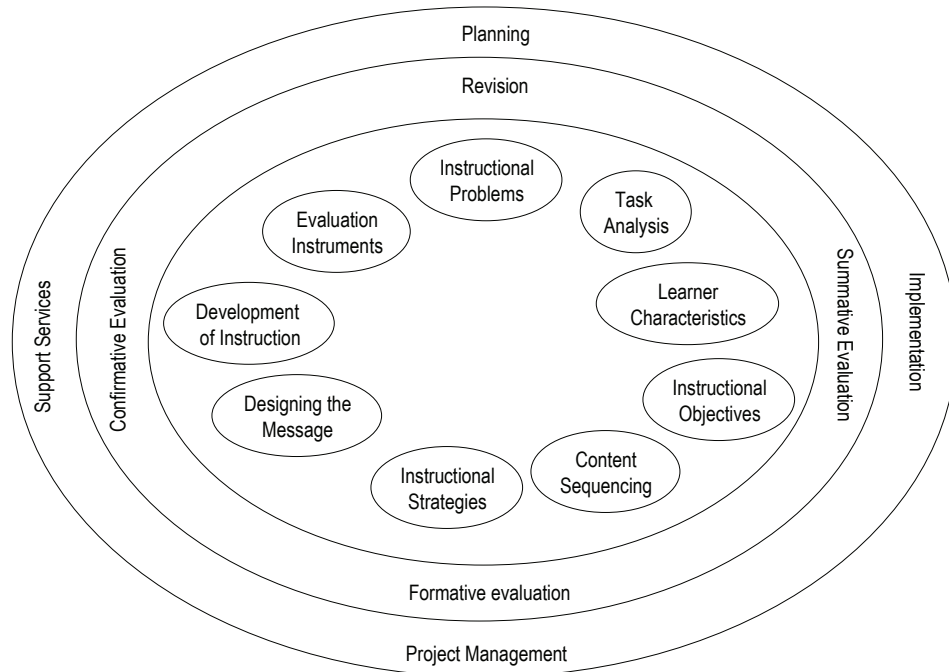 Planning
Revision
Instructional
Problems
Task
Analysis
Evaluation
Instruments
Learner
Characteristics
Development
of Instruction
Instructional
Objectives
Designing the
Message
Content
Sequencing
Instructional
Strategies
Support Services
Confirmative Evaluation
Summative Evaluation
Implementation
Formative evaluation
Project Management